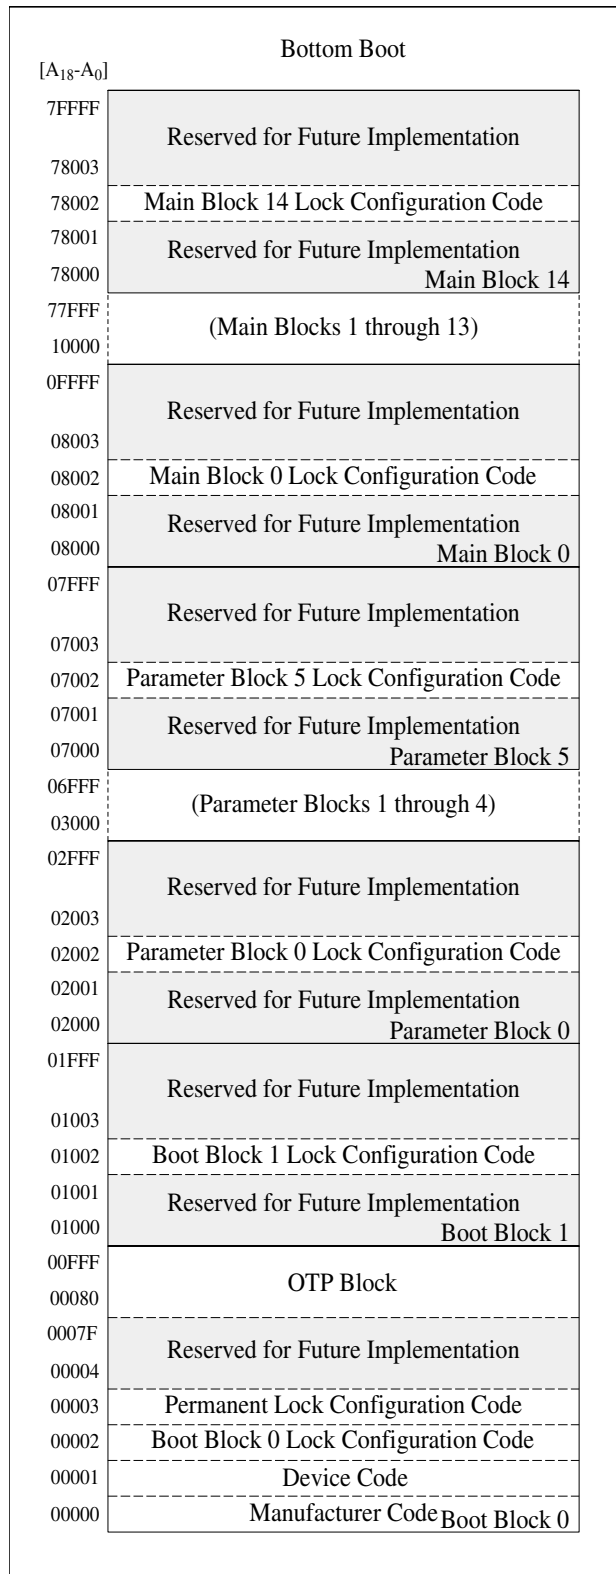 Bottom Boot
[A18-A0]
7FFFF
Reserved for Future Implementation
78003
78002 Main Block 14 Lock Configuration Code
78001
Reserved for Future Implementation
78000 Main Block 14
77FFF
(Main Blocks 1 through 13)
10000
0FFFF
Reserved for Future Implementation
08003
08002 Main Block 0 Lock Configuration Code
08001
Reserved for Future Implementation
08000 Main Block 0
07FFF
Reserved for Future Implementation
07003
07002 Parameter Block 5 Lock Configuration Code
07001
Reserved for Future Implementation
07000 Parameter Block 5
06FFF
(Parameter Blocks 1 through 4)
03000
02FFF
Reserved for Future Implementation
02003
02002 Parameter Block 0 Lock Configuration Code
02001
Reserved for Future Implementation
02000 Parameter Block 0
01FFF
Reserved for Future Implementation
01003
01002 Boot Block 1 Lock Configuration Code
01001
Reserved for Future Implementation
01000 Boot Block 1
00FFF
OTP Block
00080
0007F
Reserved for Future Implementation
00004
00003 Permanent Lock Configuration Code
00002 Boot Block 0 Lock Configuration Code
00001 Device Code
00000 Manufacturer Code Boot Block 0